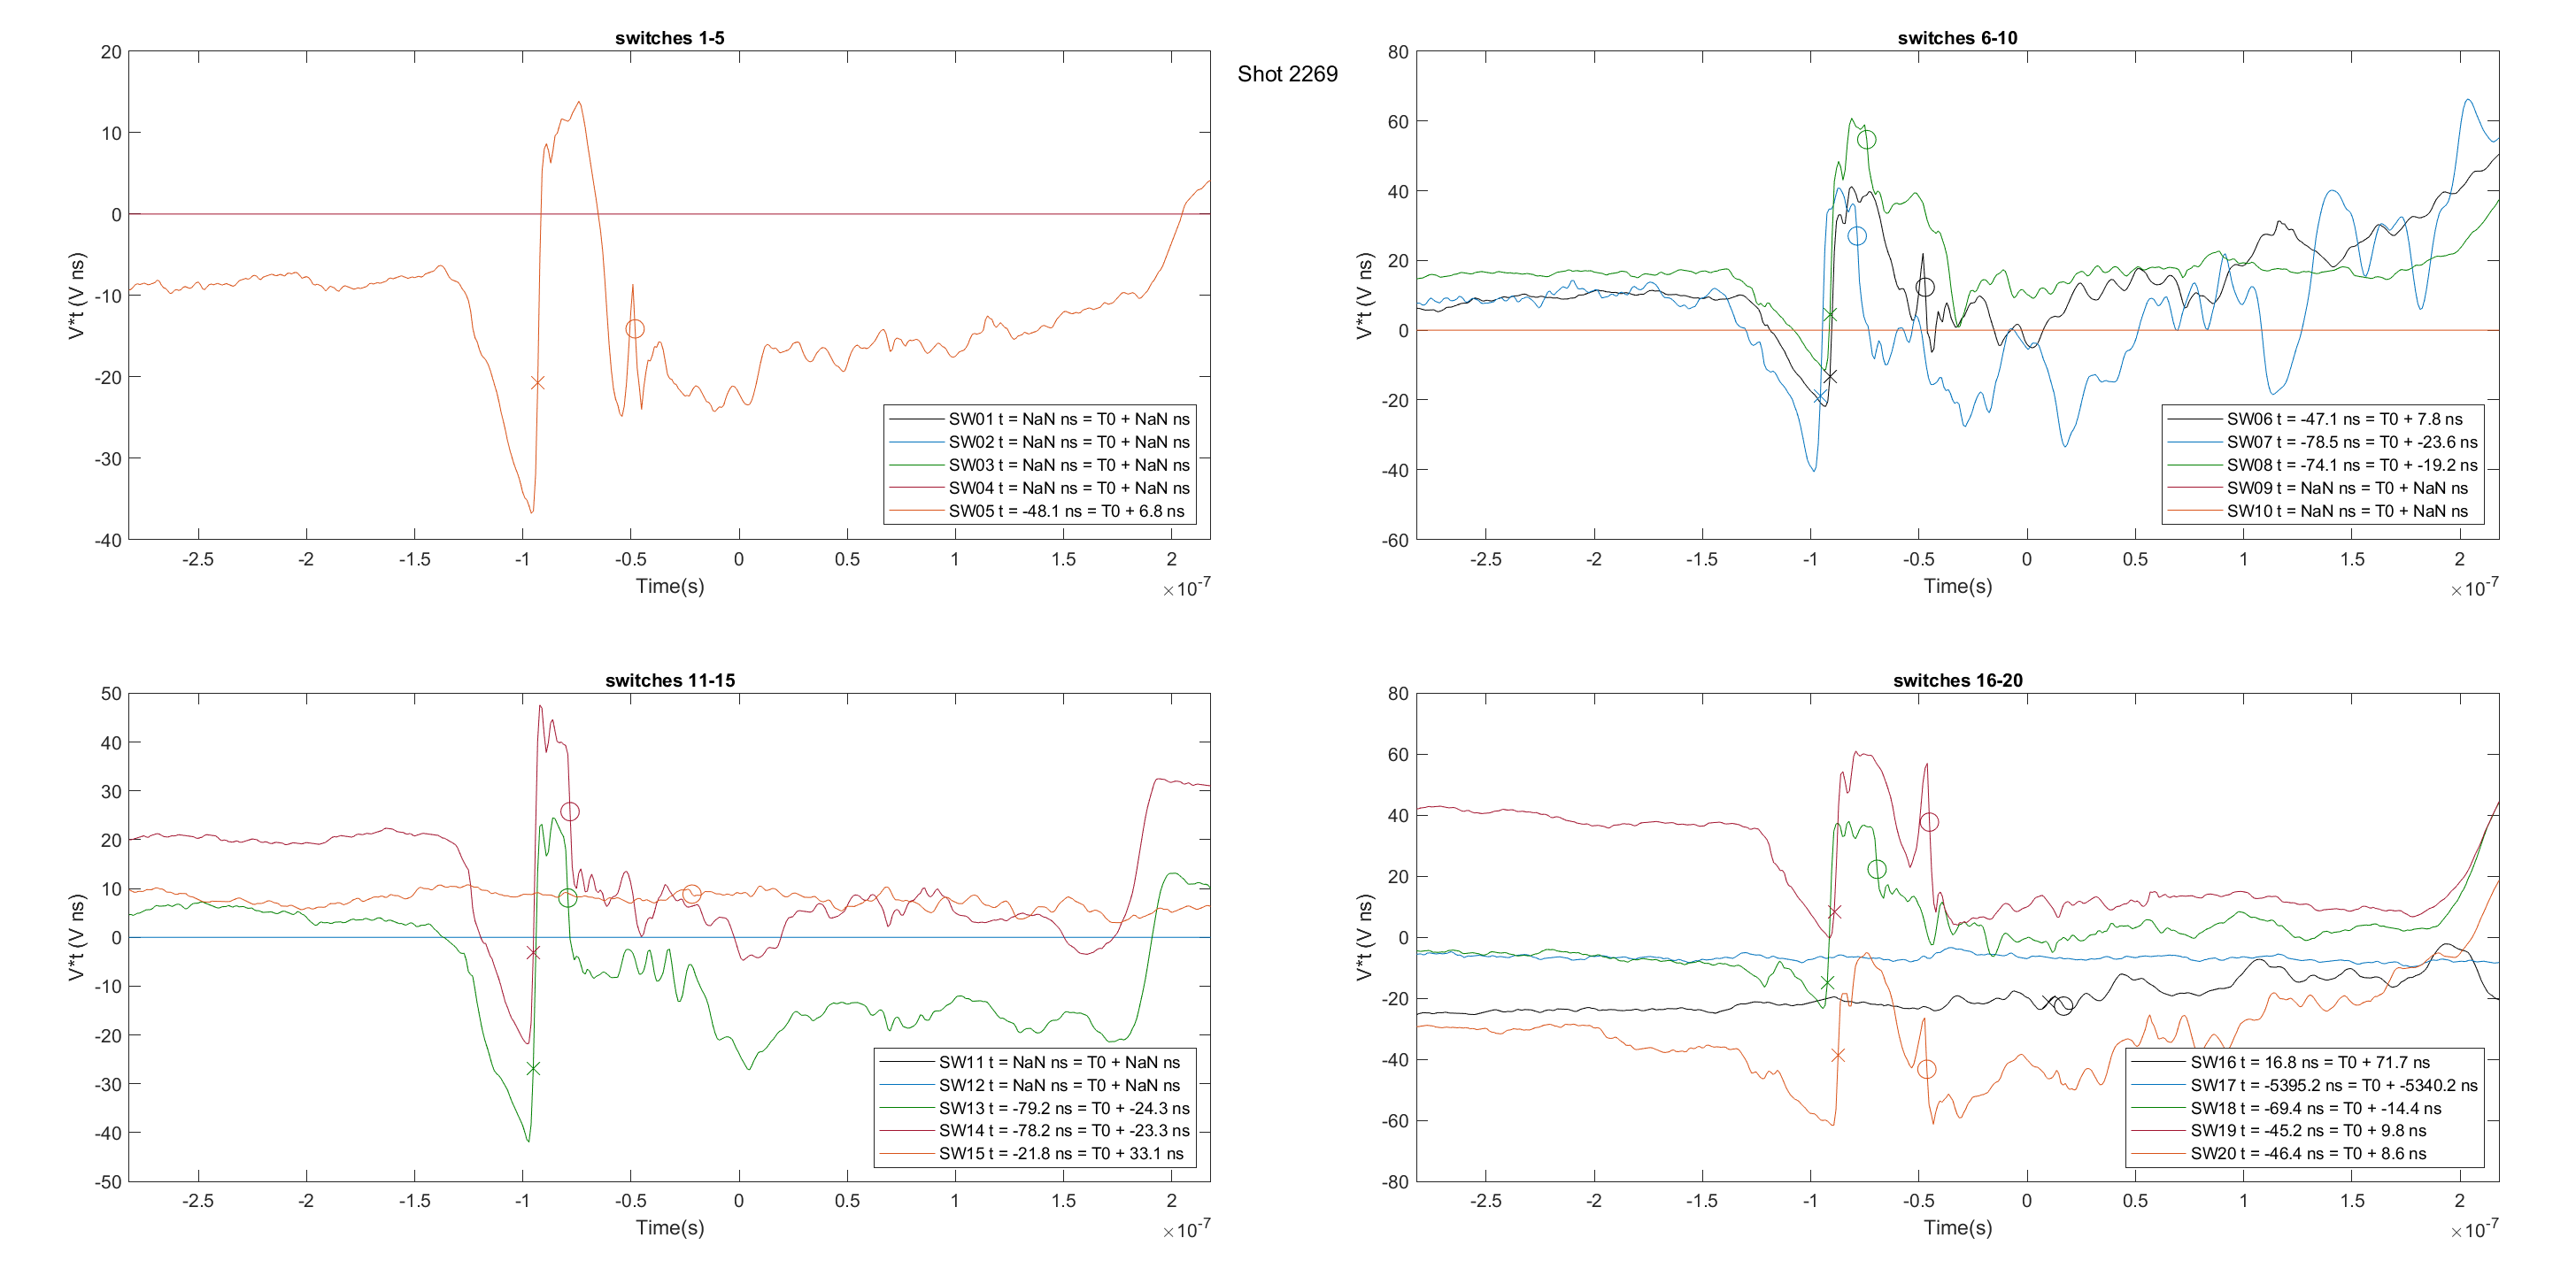 Shot 2269
switches 1-5
20
10
0
-10
-20
-30
-40
V*t (V ns)
-2.5 -2 -1.5 -1 -0.5 0 0.5 1 1.5 2
Time(s)
×10-7
SW01 t = NaN ns = T0 + NaN ns
SW02 t = NaN ns = T0 + NaN ns
SW03 t = NaN ns = T0 + NaN ns
SW04 t = NaN ns = T0 + NaN ns
SW05 t = -48.1 ns = T0 + 6.8 ns
switches 6-10
80
60
40
20
0
-20
-40
-60
V*t (V ns)
-2.5 -2 -1.5 -1 -0.5 0 0.5 1 1.5 2
Time(s)
×10-7
SW06 t = -47.1 ns = T0 + 7.8 ns
SW07 t = -78.5 ns = T0 + -23.6 ns
SW08 t = -74.1 ns = T0 + -19.2 ns
SW09 t = NaN ns = T0 + NaN ns
SW10 t = NaN ns = T0 + NaN ns
switches 11-15
50
40
30
20
10
0
-10
-20
-30
-40
-50
V*t (V ns)
-2.5 -2 -1.5 -1 -0.5 0 0.5 1 1.5 2
Time(s)
×10-7
SW11 t = NaN ns = T0 + NaN ns
SW12 t = NaN ns = T0 + NaN ns
SW13 t = -79.2 ns = T0 + -24.3 ns
SW14 t = -78.2 ns = T0 + -23.3 ns
SW15 t = -21.8 ns = T0 + 33.1 ns
switches 16-20
80
60
40
20
0
-20
-40
-60
-80
V*t (V ns)
-2.5 -2 -1.5 -1 -0.5 0 0.5 1 1.5 2
Time(s)
×10-7
SW16 t = 16.8 ns = T0 + 71.7 ns
SW17 t = -5395.2 ns = T0 + -5340.2 ns
SW18 t = -69.4 ns = T0 + -14.4 ns
SW19 t = -45.2 ns = T0 + 9.8 ns
SW20 t = -46.4 ns = T0 + 8.6 ns